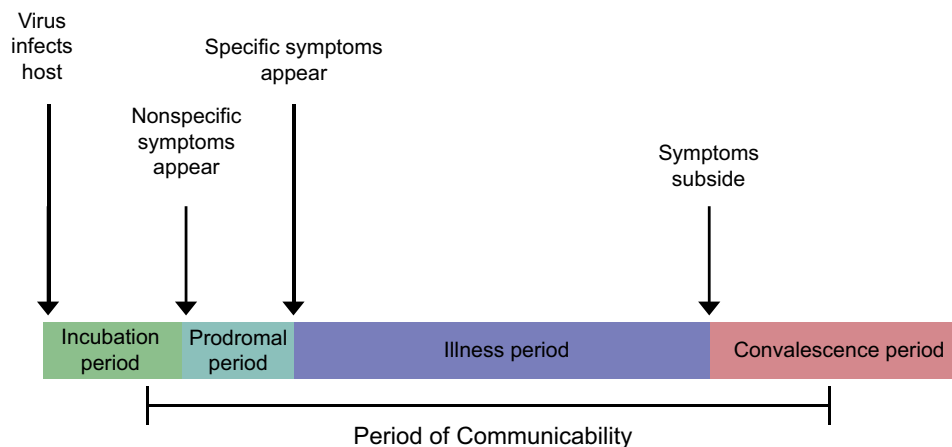 Virus
infects
host
Nonspecific
symptoms
appear
Specific symptoms
appear
Symptoms
subside
Incubation
period
Prodromal
period
Illness period
Convalescence period
Period of Communicability